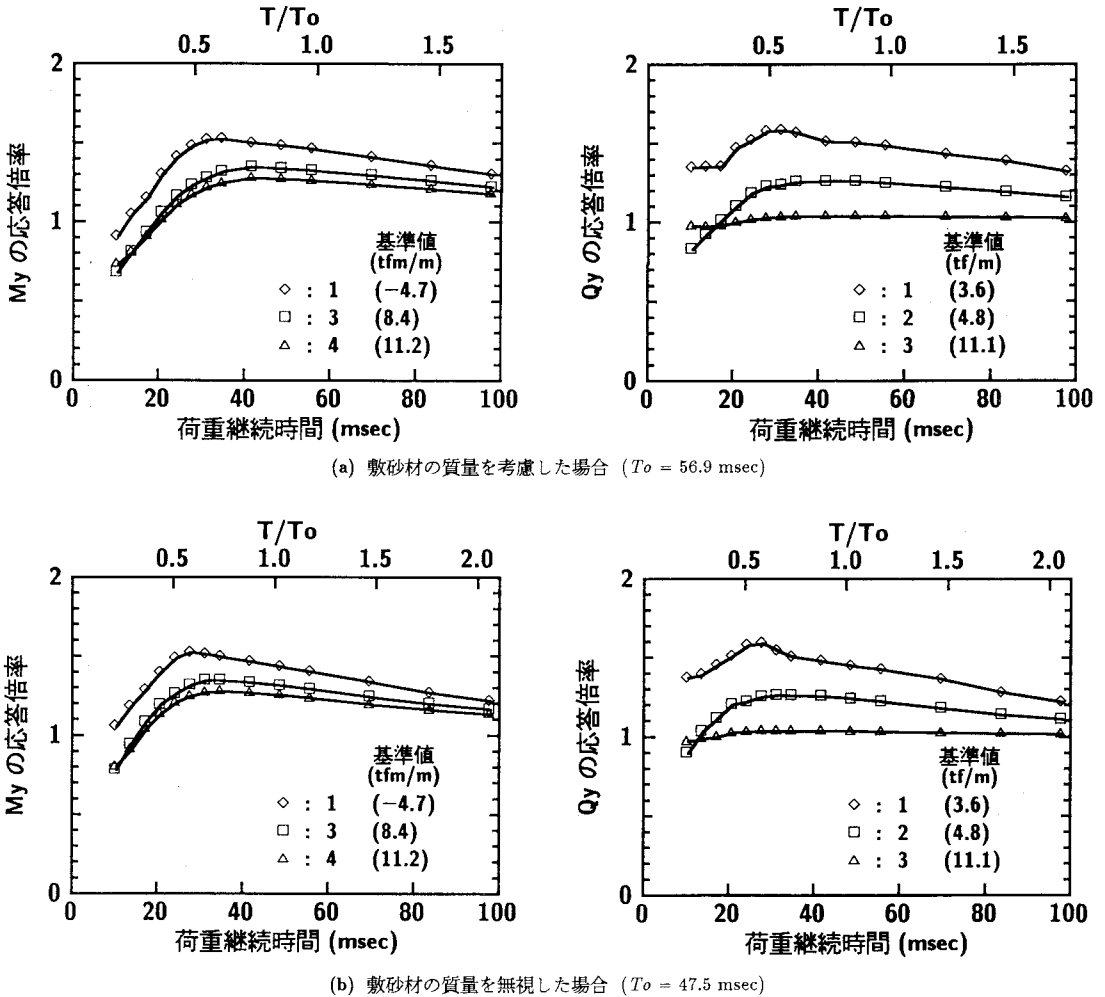 T/To
0.5 1.0 1.5
2
1
0
My の応答倍率
基準値
(tfm/m)
◇ : 1 (−4.7)
□ : 3 (8.4)
△ : 4 (11.2)
0 20 40 60 80 100
荷重継続時間 (msec)
T/To
0.5 1.0 1.5
2
1
0
Qy の応答倍率
基準値
(tf/m)
◇ : 1 (3.6)
□ : 2 (4.8)
△ : 3 (11.1)
0 20 40 60 80 100
荷重継続時間 (msec)
(a) 敷砂材の質量を考慮した場合 (To = 56.9 msec)
T/To
0.5 1.0 1.5 2.0
2
1
0
My の応答倍率
基準値
(tfm/m)
◇ : 1 (−4.7)
□ : 3 (8.4)
△ : 4 (11.2)
0 20 40 60 80 100
荷重継続時間 (msec)
T/To
0.5 1.0 1.5 2.0
2
1
0
Qy の応答倍率
基準値
(tf/m)
◇ : 1 (3.6)
□ : 2 (4.8)
△ : 3 (11.1)
0 20 40 60 80 100
荷重継続時間 (msec)
(b) 敷砂材の質量を無視した場合 (To = 47.5 msec)